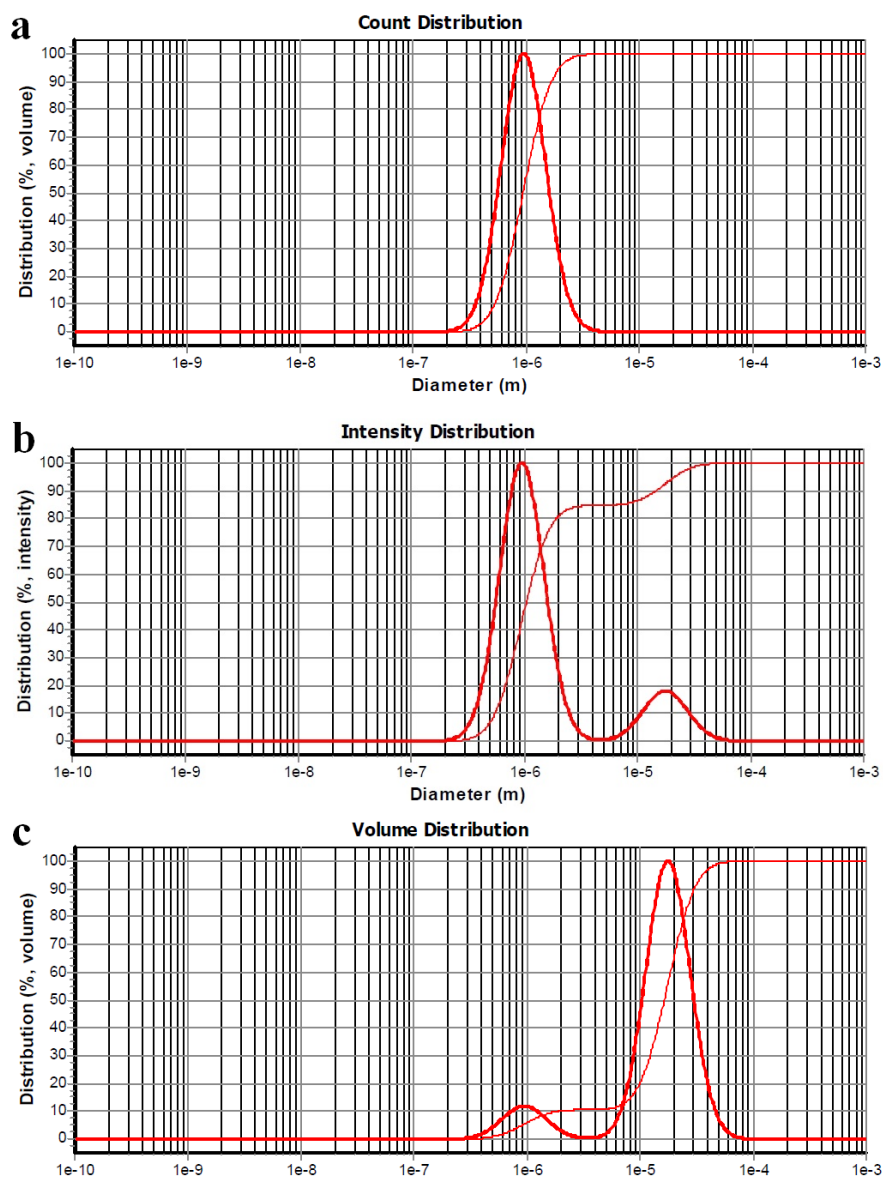 a
Count Distribution
Distribution (%, volume)
100
90
80
70
60
50
40
30
20
10
0
1e-10 1e-9 1e-8 1e-7 1e-6 1e-5 1e-4 1e-3
Diameter (m)
b
Intensity Distribution
Distribution (%, intensity)
100
90
80
70
60
50
40
30
20
10
0
1e-10 1e-9 1e-8 1e-7 1e-6 1e-5 1e-4 1e-3
Diameter (m)
c
Volume Distribution
Distribution (%, volume)
100
90
80
70
60
50
40
30
20
10
0
1e-10 1e-9 1e-8 1e-7 1e-6 1e-5 1e-4 1e-3